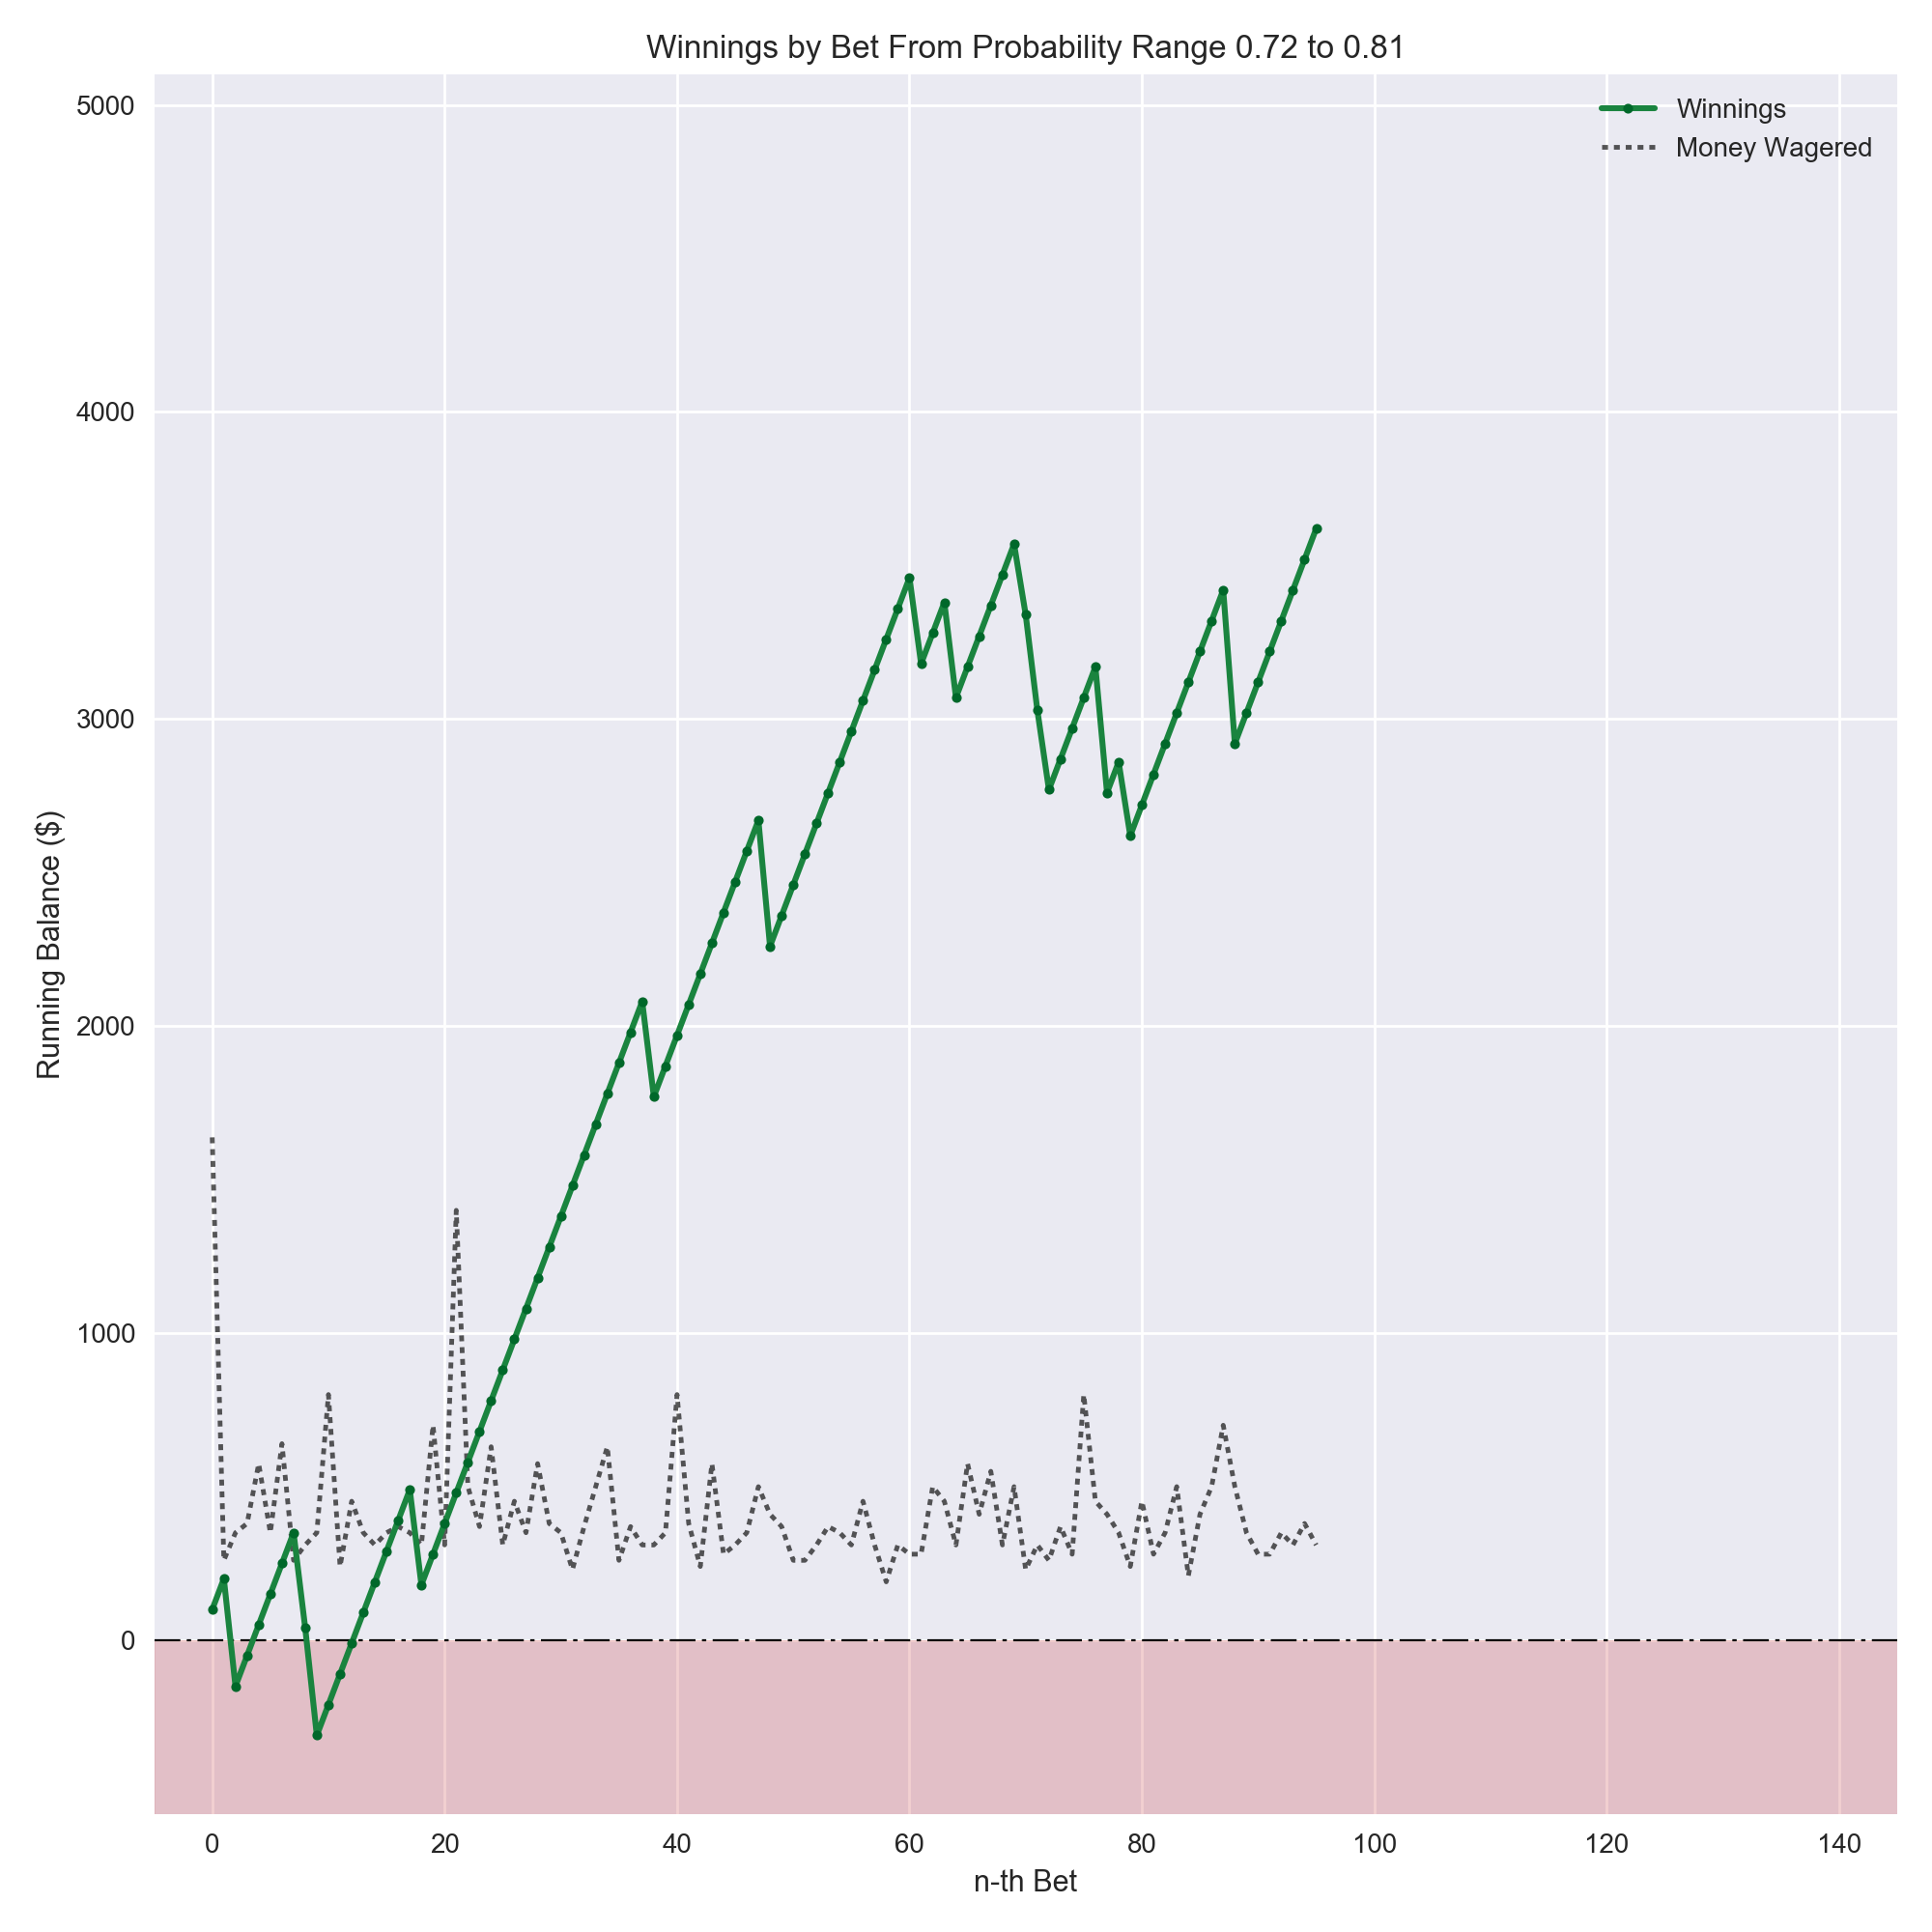 Winnings by Bet From Probability Range 0.72 to 0.81
Winnings
Money Wagered
5000
4000
3000
2000
1000
0
Running Balance ($)
0 20 40 60 80 100 120 140
n-th Bet